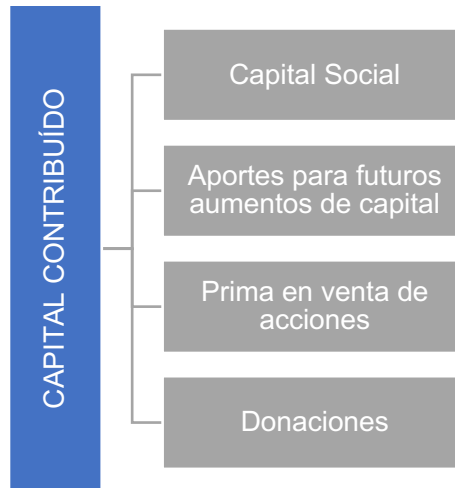 CAPITAL CONTRIBUÍDO
Capital Social
Aportes para futuros
aumentos de capital
Prima en venta de
acciones
Donaciones